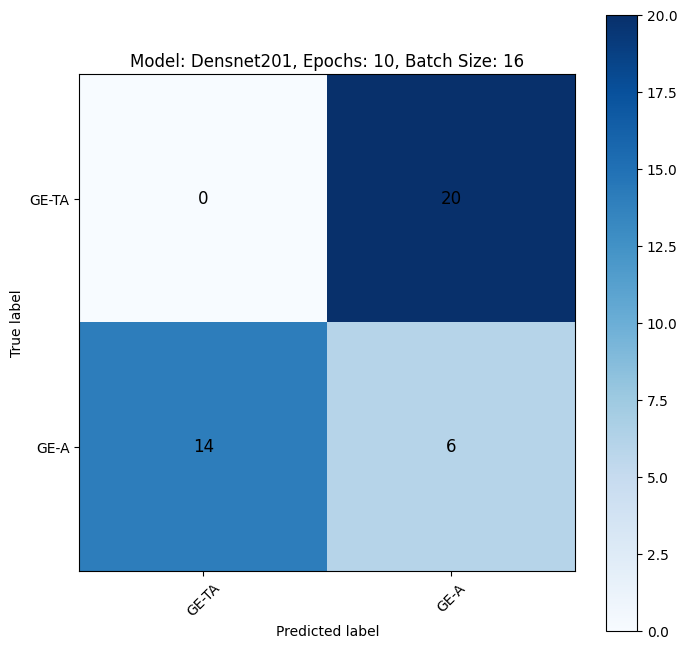 Model: Densnet201, Epochs: 10, Batch Size: 16
20.0
17.5
15.0
12.5
10.0
7.5
5.0
2.5
0.0
True label
GE-TA
0
20
GE-A
14
6
GE-TA
GE-A
Predicted label